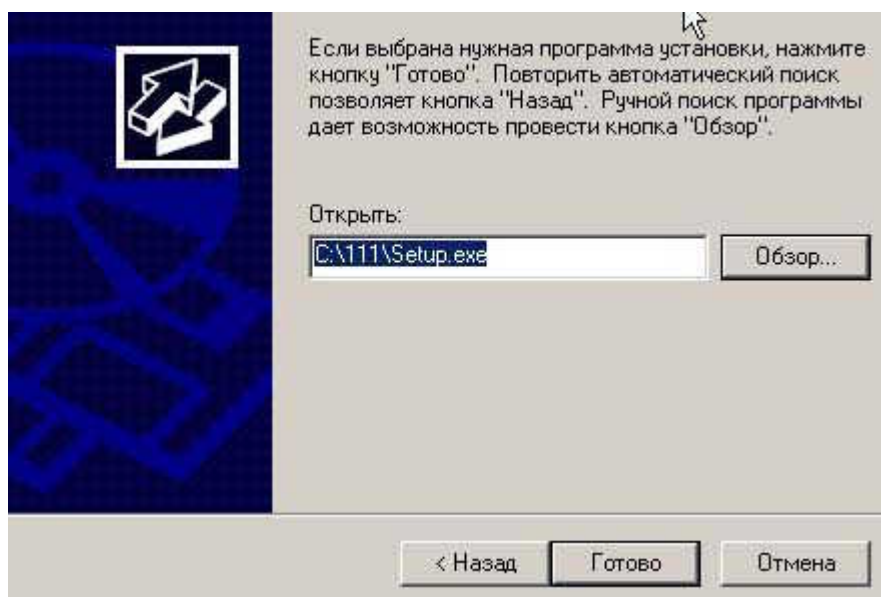 Если выбрана нужная программа установки, нажмите
кнопку "Готово". Повторить автоматический поиск
позволяет кнопка "Назад". Ручной поиск программы
дает возможность провести кнопка "Обзор".
Открыть:
C:\111\Setup.exe
Обзор...
< Назад
Готово
Отмена